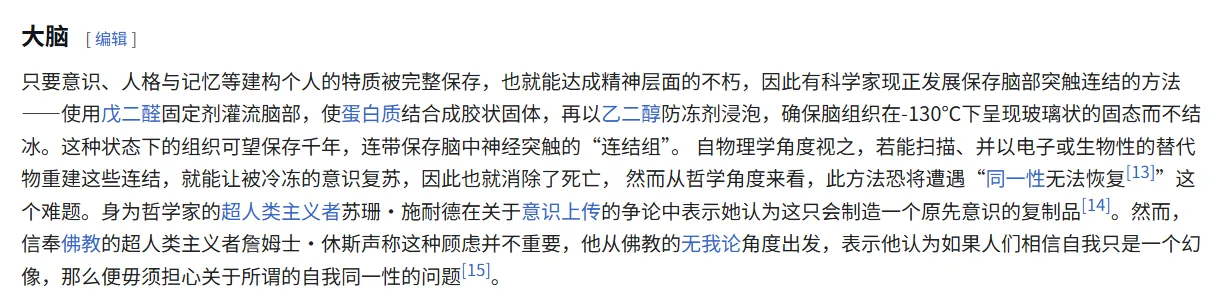 大脑 [ 编辑 ]
只要意识、人格与记忆等建构个人的特质被完整保存，也就能达成精神层面的不朽，因此有科学家现正发展保存脑部突触连结的方法
——使用戊二醛固定剂灌流脑部，使蛋白质结合成胶状固体，再以乙二醇防冻剂浸泡，确保脑组织在-130℃下呈现玻璃状的固态而不结
冰。这种状态下的组织可望保存千年，连带保存脑中神经突触的“连结组”。 自物理学角度视之，若能扫描、并以电子或生物性的替代
物重建这些连结，就能让被冷冻的意识复苏，因此也就消除了死亡， 然而从哲学角度来看，此方法恐将遭遇“同一性无法恢复[13]”这
个难题。身为哲学家的超人类主义者苏珊・施耐德在关于意识上传的争论中表示她认为这只会制造一个原先意识的复制品[14]。然而，
信奉佛教的超人类主义者詹姆士・休斯声称这种顾虑并不重要，他从佛教的无我论角度出发，表示他认为如果人们相信自我只是一个幻
像，那么便毋须担心关于所谓的自我同一性的问题[15]。